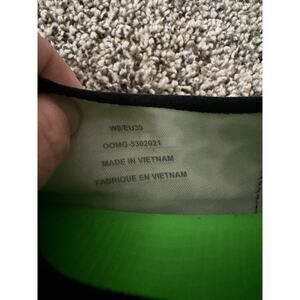 W8/EU39
OOMG-5302021
MADE IN VIETNAM
FABRIQUE EN VIETNAM